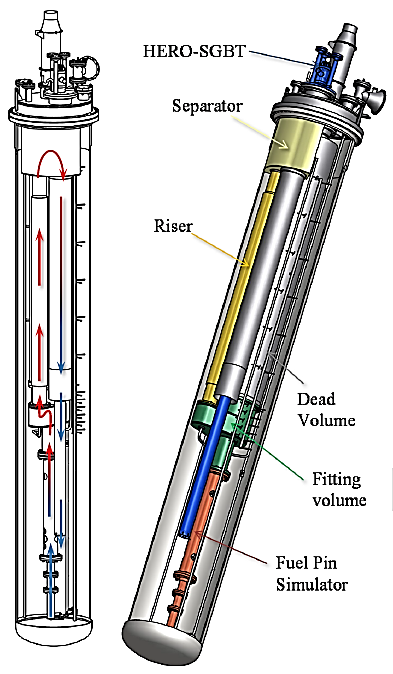 HERO-SGBT
Separator
Riser
Dead
Volume
Fitting
volume
Fuel Pin
Simulator